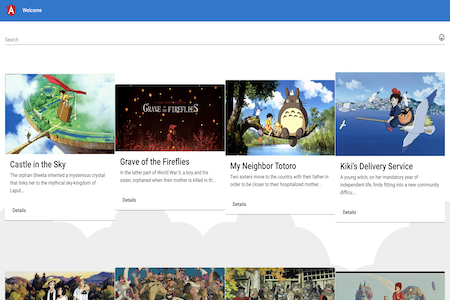 Welcome
Search
GRAVE OF THE FIREFLIES
Castle in the Sky
The orphan Sheeta inherited a mysterious crystal
that links her to the mythical sky-kingdom of
Laput...
Details
Grave of the Fireflies
In the latter part of World War II, a boy and his
sister, orphaned when their mother is killed in th...
Details
My Neighbor Totoro
Two sisters move to the country with their father in
order to be closer to their hospitalized mother...
Details
Kiki's Delivery Service
A young witch, on her mandatory year of
independent life, finds fitting into a new community
difficu...
Details